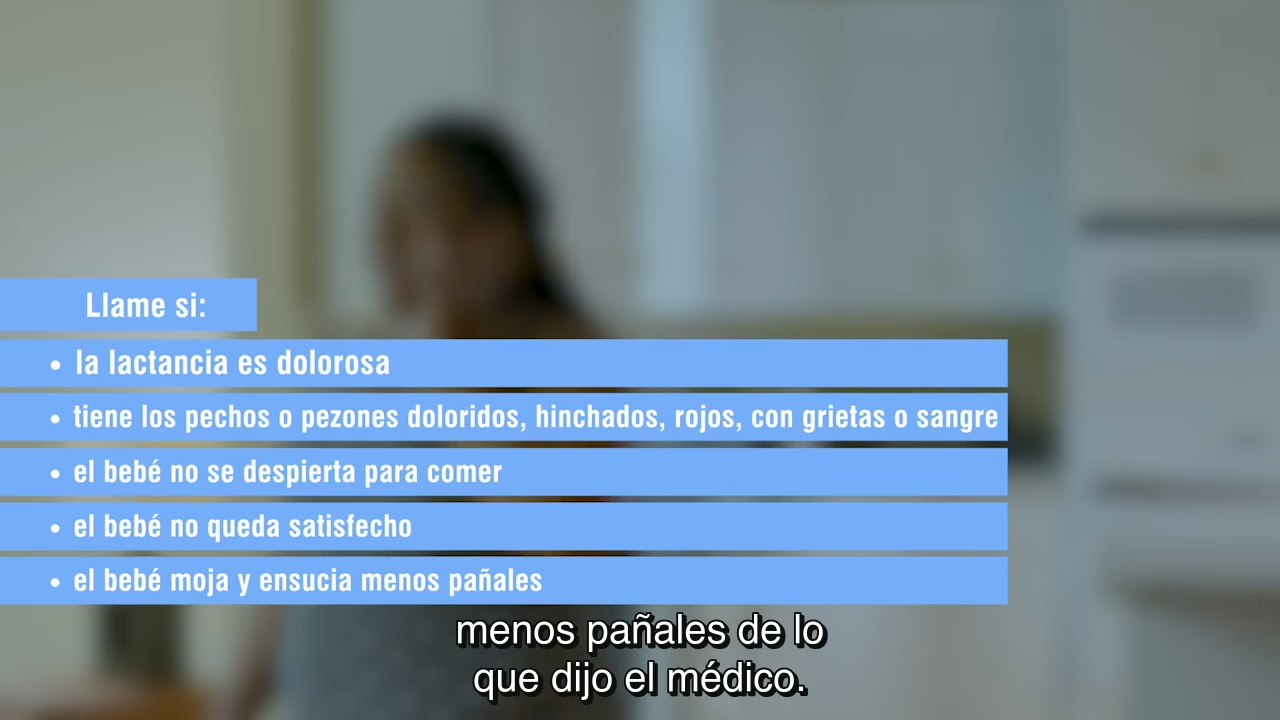 Llame si:
• la lactancia es dolorosa
• tiene los pechos o pezones doloridos, hinchados, rojos, con grietas o sangre
• el bebé no se despierta para comer
• el bebé no queda satisfecho
• el bebé moja y ensucia menos pañales
menos pañales de lo
que dijo el médico.